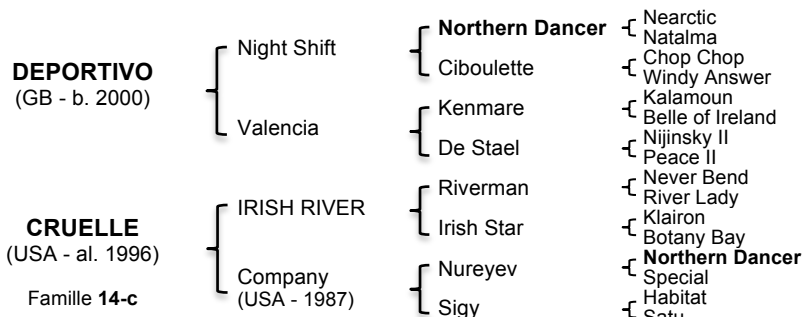 DEPORTIVO
(GB - b. 2000)
Night Shift
Valencia
Northern Dancer
Ciboulette
Kenmare
De Stael
Nearctic
Natalma
Chop Chop
Windy Answer
Kalamoun
Belle of Ireland
Nijinsky II
Peace II
CRUELLE
(USA - al. 1996)
Famille 14-c
IRISH RIVER
Company
(USA - 1987)
Riverman
Irish Star
Nureyev
Sigy
Never Bend
River Lady
Klairon
Botany Bay
Northern Dancer
Special
Habitat
Satu